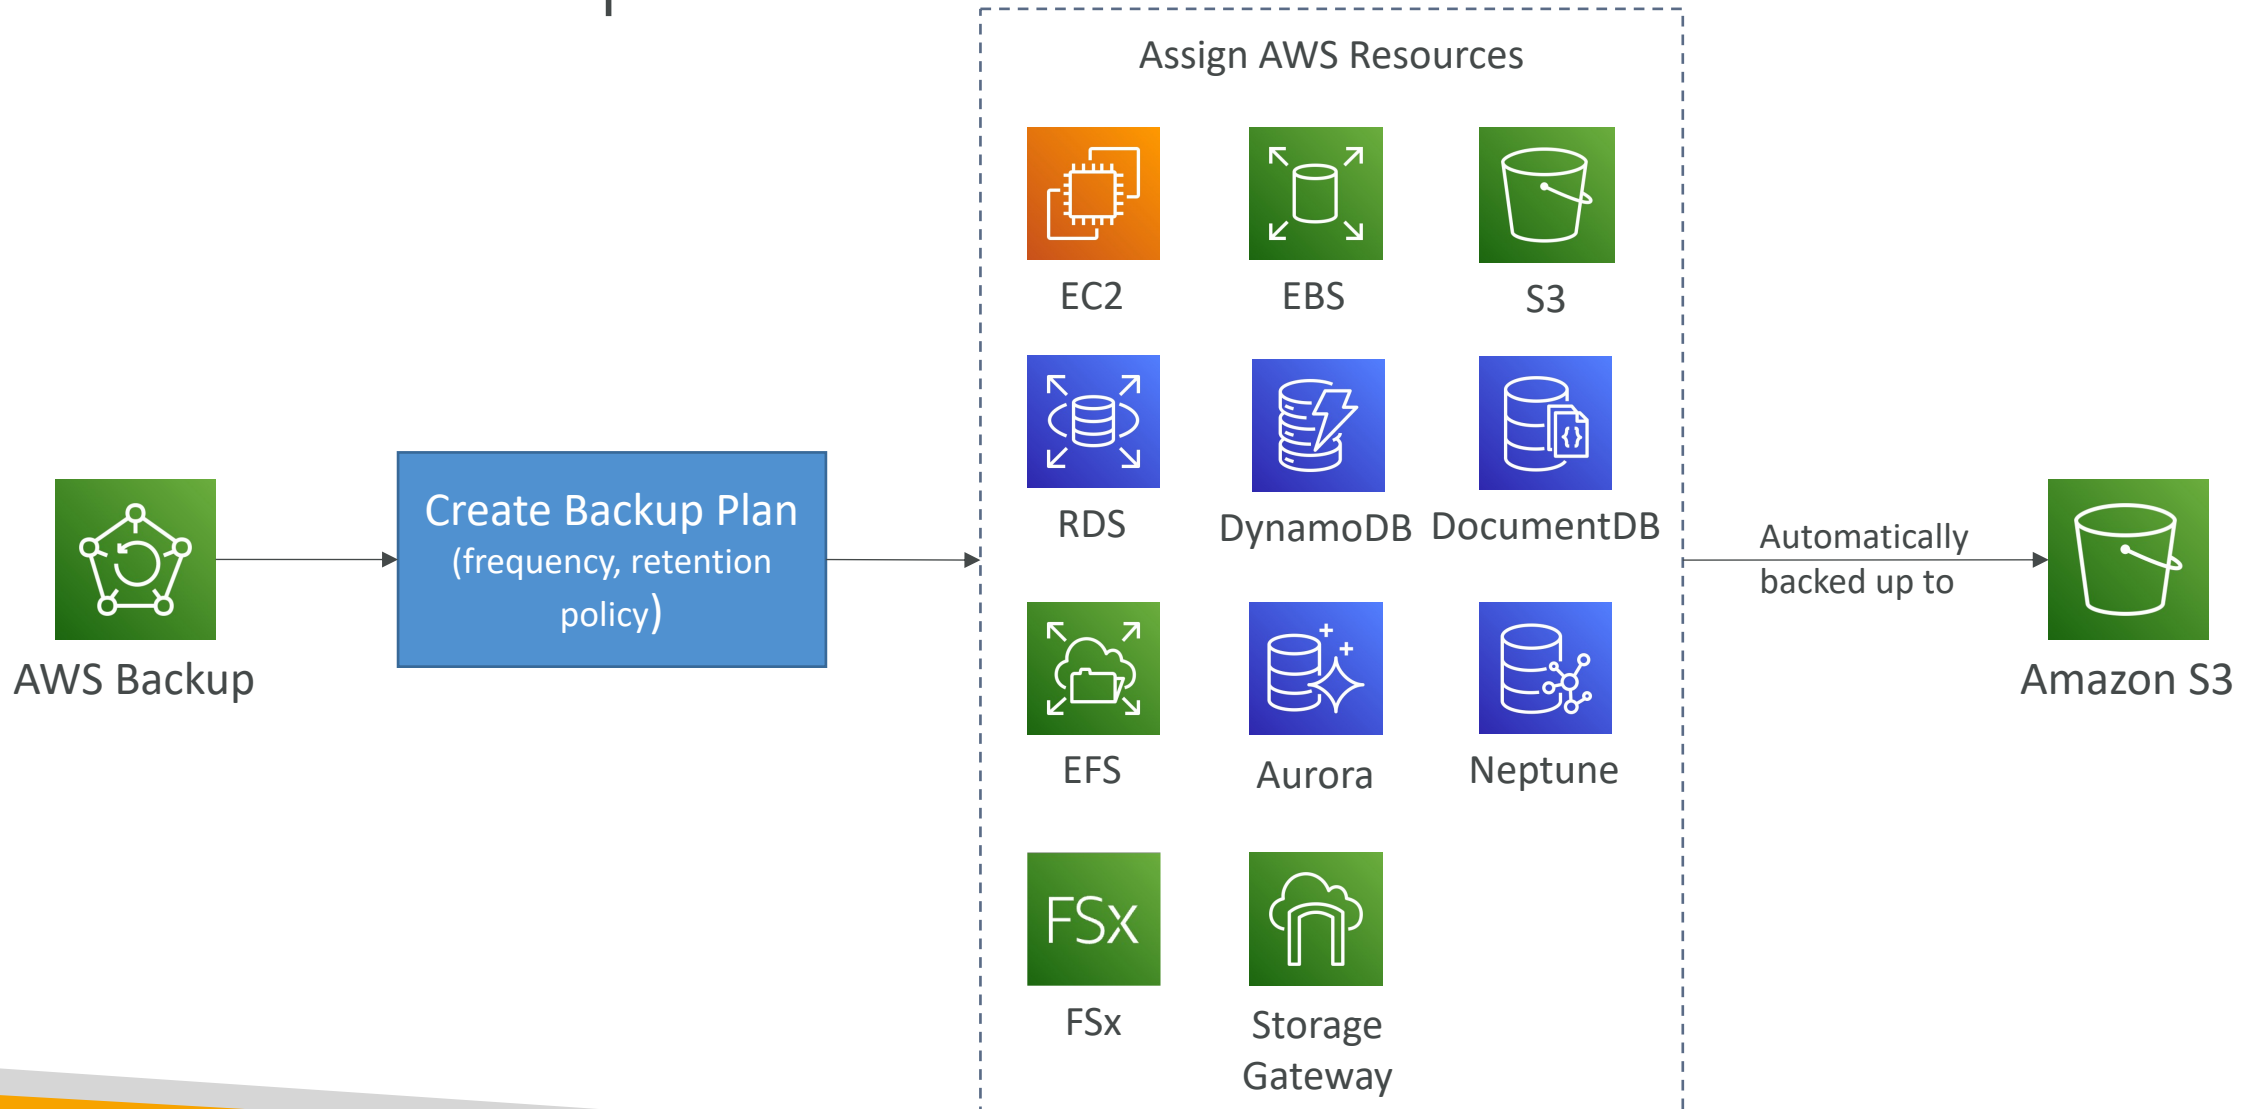 Assign AWS Resources
EC2
EBS
S3
RDS
DynamoDB
DocumentDB
Create Backup Plan
(frequency, retention
policy)
Automatically
backed up to
AWS Backup
Amazon S3
EFS
Aurora
Neptune
FSx
FSx
Storage
Gateway